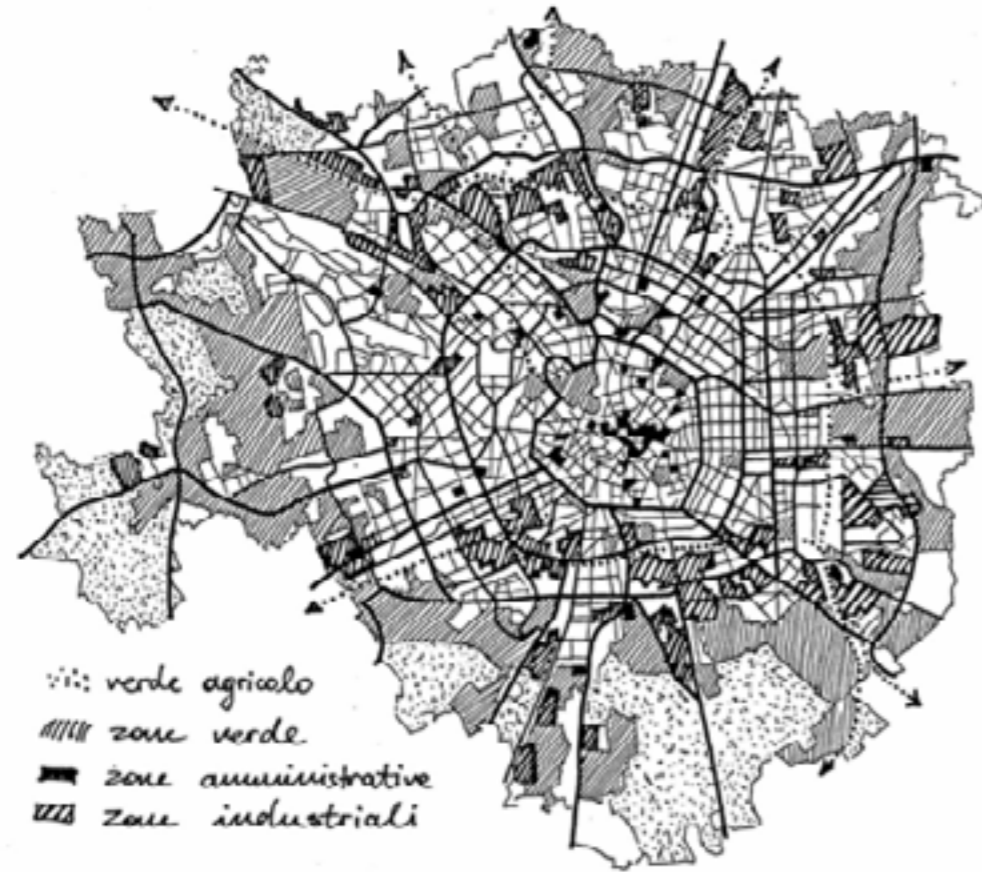 verde agricolo
zone verde
zone amministrative
zone industriali